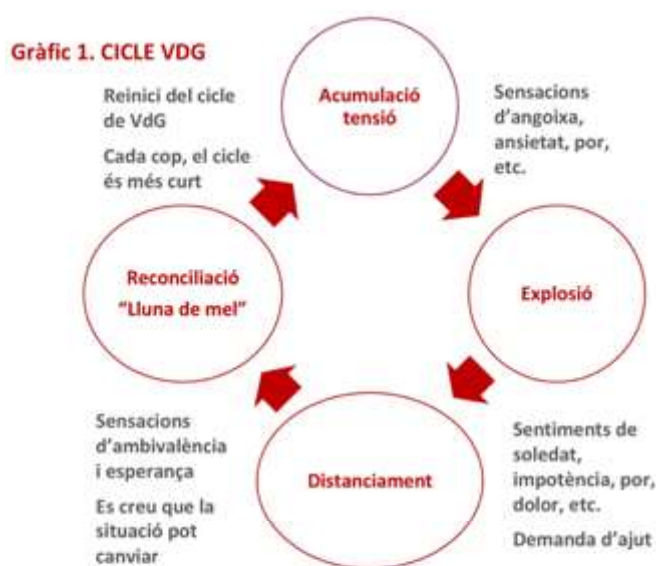 Gràfic 1. CICLE VDG
Reinici del cicle
de VdG
Cada cop, el cicle
és més curt
Acumulació
tensió
Sensacions
d'angoixa,
ansietat, por,
etc.
Reconciliació
"Lluna de mel"
Explosió
Sensacions
d'ambivalència
i esperança
Es creu que la
situació pot
canviar
Distanciament
Sentiments de
soledat,
impotència, por,
dolor, etc.
Demanda d'ajut